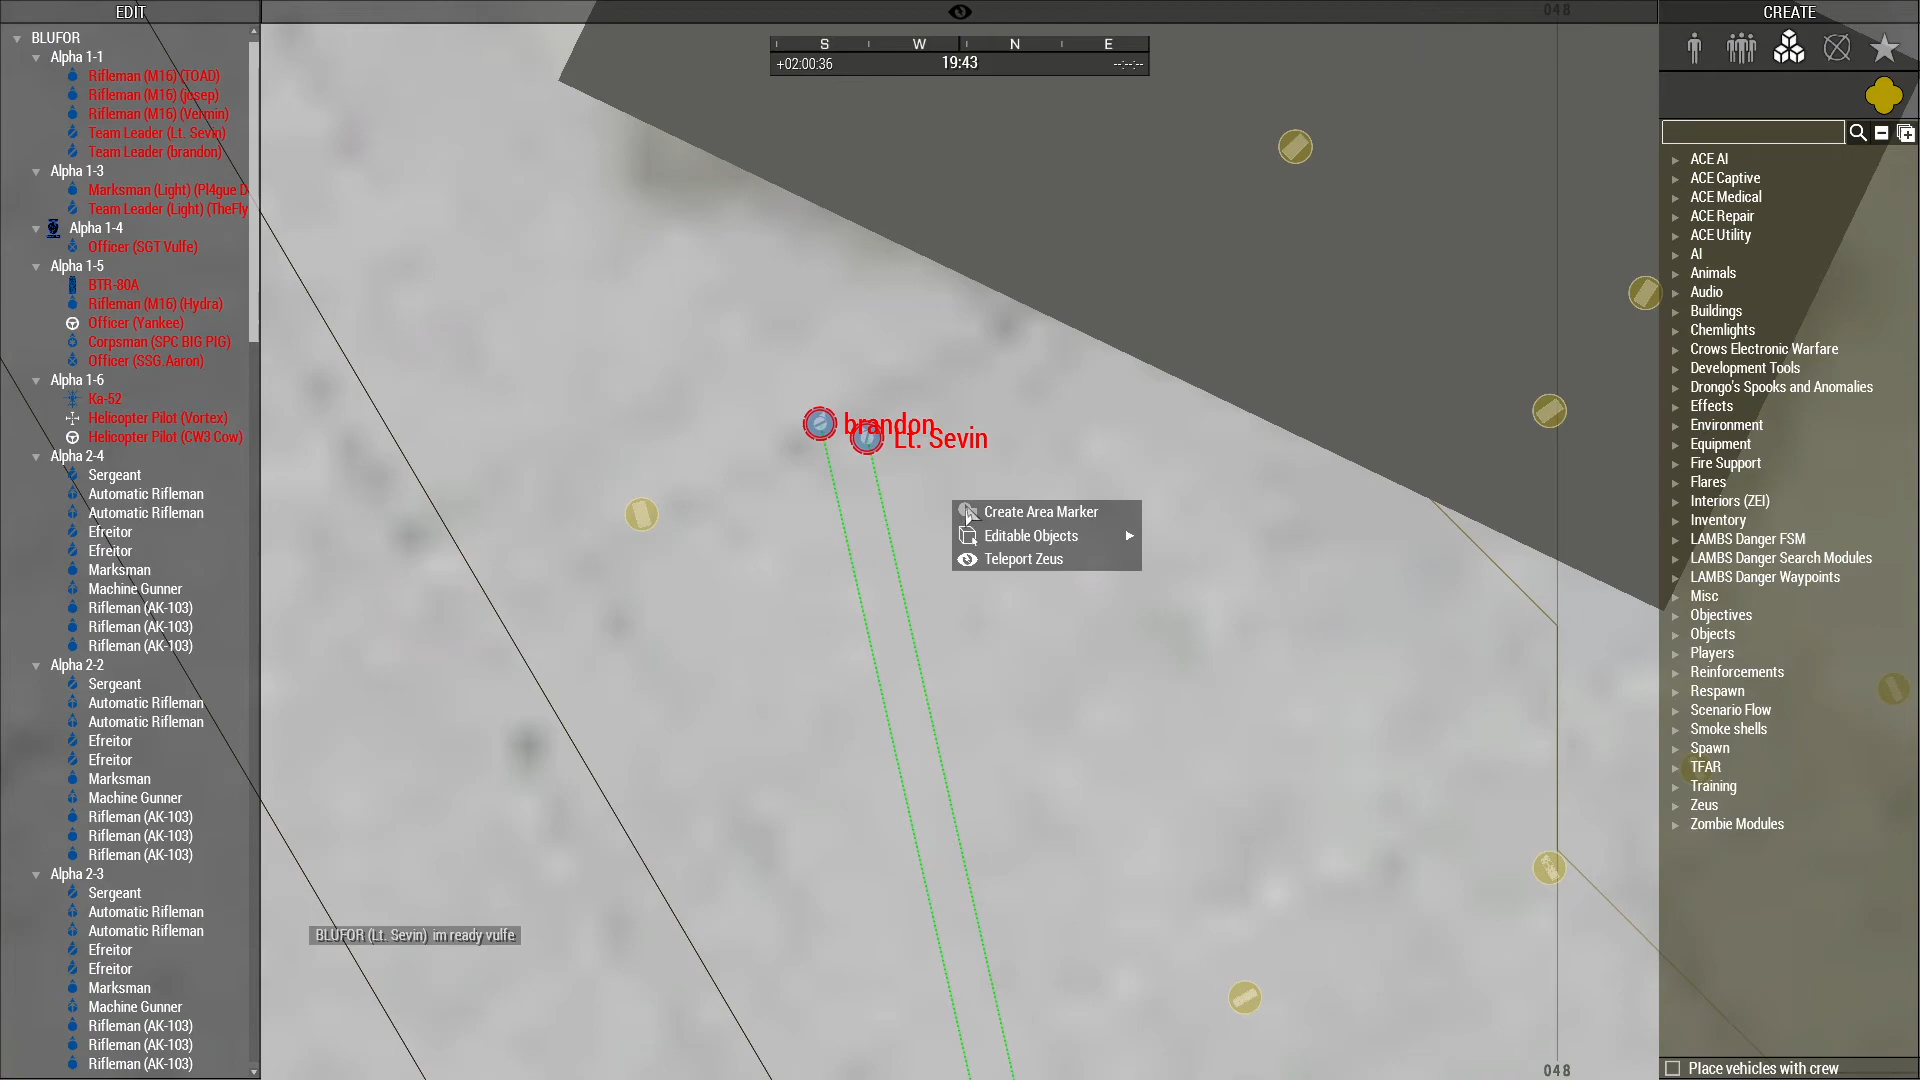 EDIT
BLUFOR
Alpha 1-1
Rifleman (M16) (TOAD)
Rifleman (M16) (josep)
Rifleman (M16) (Vermin)
Team Leader (Lt. Sevin)
Team Leader (brandon)
Alpha 1-3
Marksman (Light) (Pl4gue D
Team Leader (Light) (TheFly
Alpha 1-4
Officer (SGT Vulfe)
Alpha 1-5
BTR-80A
Rifleman (M16) (Hydra)
Officer (Yankee)
Corpsman (SPC BIG PIG)
Officer (SSG.Aaron)
Alpha 1-6
Ka-52
Helicopter Pilot (Vortex)
Helicopter Pilot (CW3 Cow)
Alpha 2-4
Sergeant
Automatic Rifleman
Automatic Rifleman
Efreitor
Efreitor
Marksman
Machine Gunner
Rifleman (AK-103)
Rifleman (AK-103)
Rifleman (AK-103)
Alpha 2-2
Sergeant
Automatic Rifleman
Automatic Rifleman
Efreitor
Efreitor
Marksman
Machine Gunner
Rifleman (AK-103)
Rifleman (AK-103)
Rifleman (AK-103)
Alpha 2-3
Sergeant
Automatic Rifleman
Automatic Rifleman
Efreitor
Efreitor
Marksman
Machine Gunner
Rifleman (AK-103)
Rifleman (AK-103)
Rifleman (AK-103)
048
S W N E
+02:00:36 19:43 --:--:--
brandon
Lt. Sevin
Create Area Marker
Editable Objects
Teleport Zeus
BLUFOR (Lt. Sevin) im ready vulfe
048
CREATE
ACE AI
ACE Captive
ACE Medical
ACE Repair
ACE Utility
AI
Animals
Audio
Buildings
Chemlights
Crows Electronic Warfare
Development Tools
Drongo's Spooks and Anomalies
Effects
Environment
Equipment
Fire Support
Flares
Interiors (ZEI)
Inventory
LAMBS Danger FSM
LAMBS Danger Search Modules
LAMBS Danger Waypoints
Misc
Objectives
Objects
Players
Reinforcements
Respawn
Scenario Flow
Smoke shells
Spawn
TFAR
Training
Zeus
Zombie Modules
Place vehicles with crew